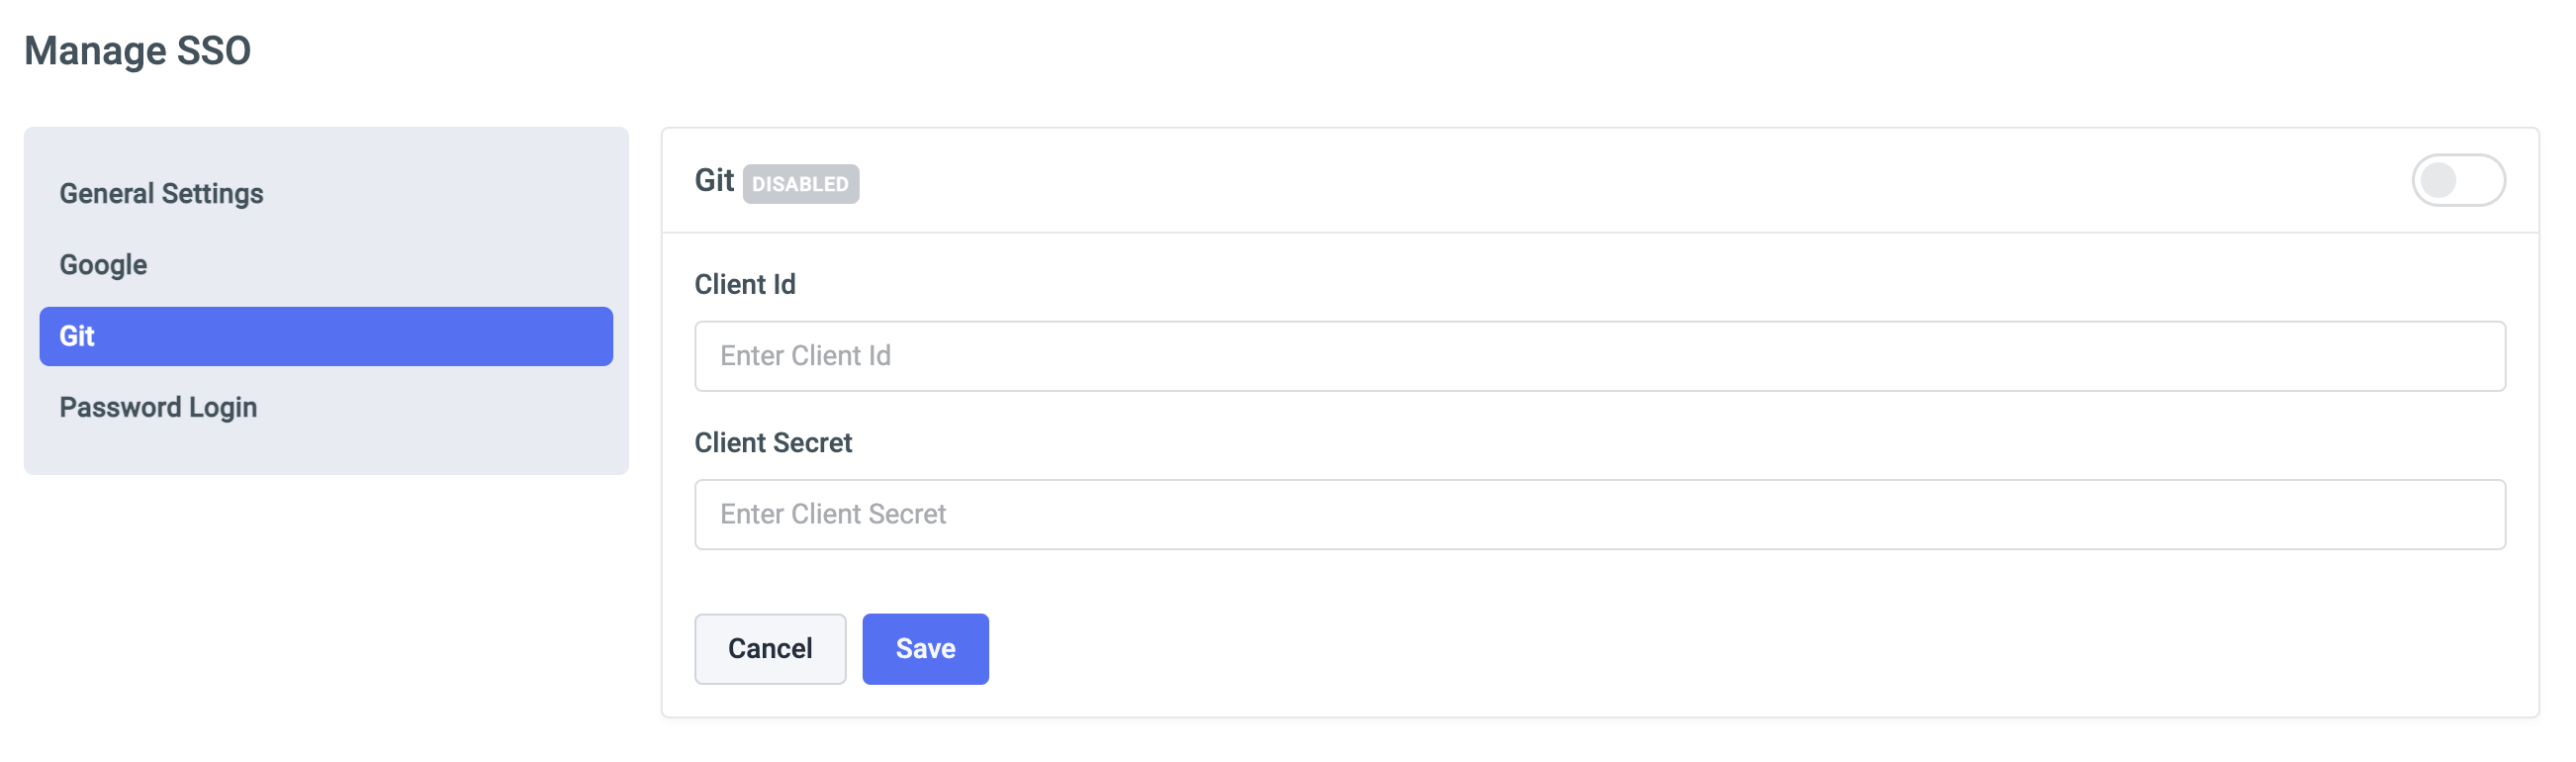 Manage SSO
General Settings
Google
Git
Password Login
Git DISABLED
Client Id
Enter Client Id
Client Secret
Enter Client Secret
Cancel Save